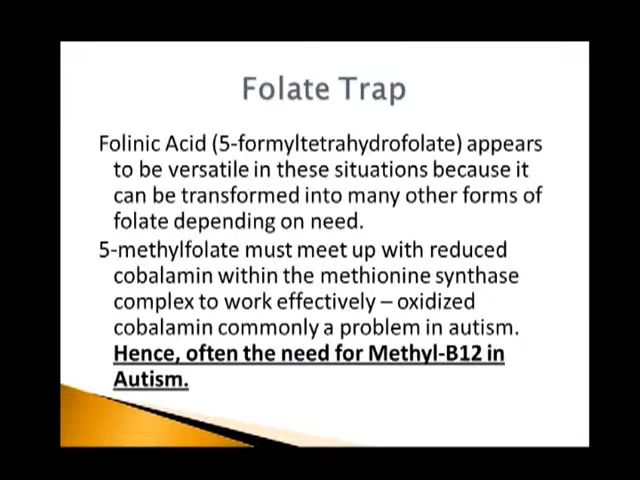 Folate Trap
Folinic Acid (5-formyltetrahydrofolate) appears
to be versatile in these situations because it
can be transformed into many other forms of
folate depending on need.
5-methylfolate must meet up with reduced
cobalamin within the methionine synthase
complex to work effectively – oxidized
cobalamin commonly a problem in autism.
Hence, often the need for Methyl-B12 in
Autism.